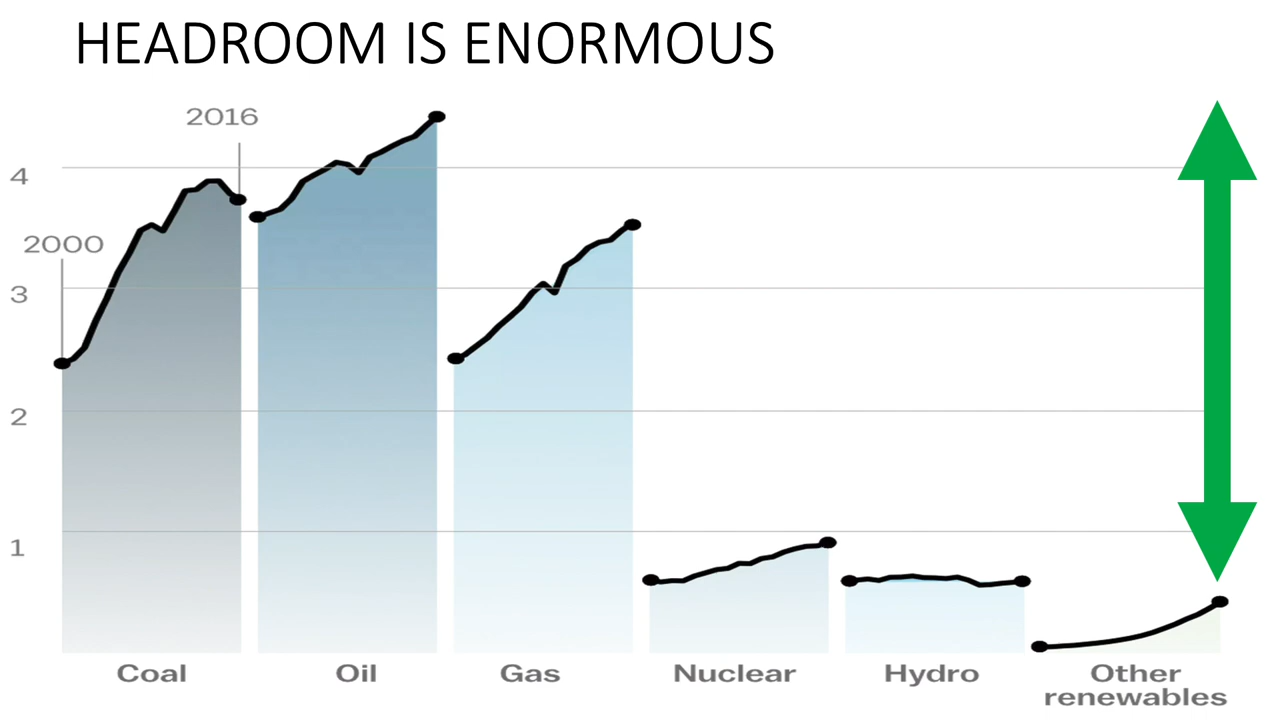 HEADROOM IS ENORMOUS
2016
4
2000
3
2
1
Coal
Oil
Gas
Nuclear
Hydro
Other
renewables